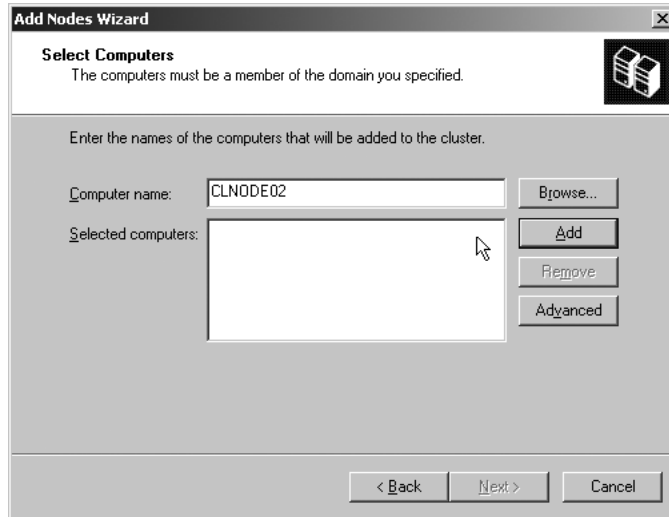 Add Nodes Wizard
Select Computers
The computers must be a member of the domain you specified.
Enter the names of the computers that will be added to the cluster.
Computer name: CLNODE02 Browse...
Selected computers: Add
Remove
Advanced
< Back Next > Cancel